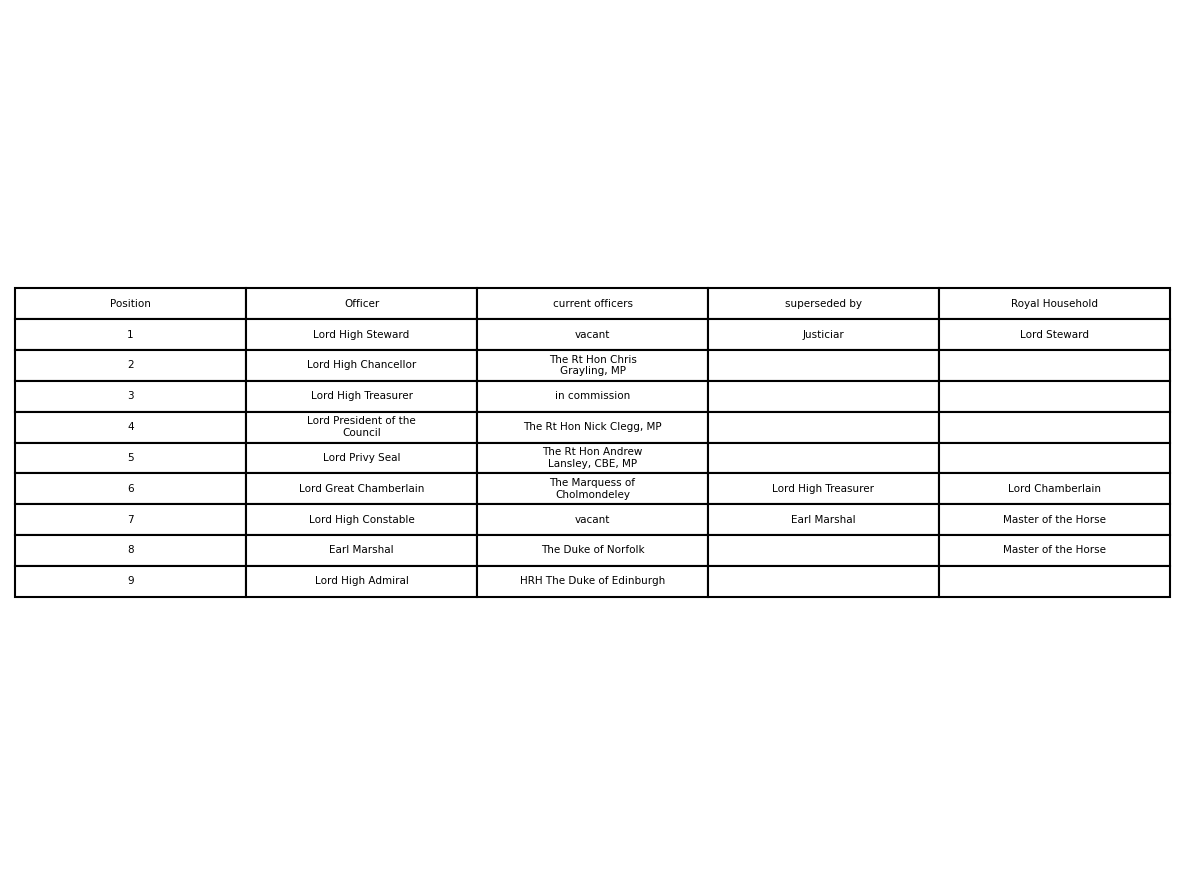 Position Officer current officers superseded by Royal Household
1 Lord High Steward vacant Justiciar Lord Steward
2 Lord High Chancellor The Rt Hon Chris
Grayling, MP
3 Lord High Treasurer in commission
4 Lord President of the
Council The Rt Hon Nick Clegg, MP
5 Lord Privy Seal The Rt Hon Andrew
Lansley, CBE, MP
6 Lord Great Chamberlain The Marquess of
Cholmondeley Lord High Treasurer Lord Chamberlain
7 Lord High Constable vacant Earl Marshal Master of the Horse
8 Earl Marshal The Duke of Norfolk Master of the Horse
9 Lord High Admiral HRH The Duke of Edinburgh